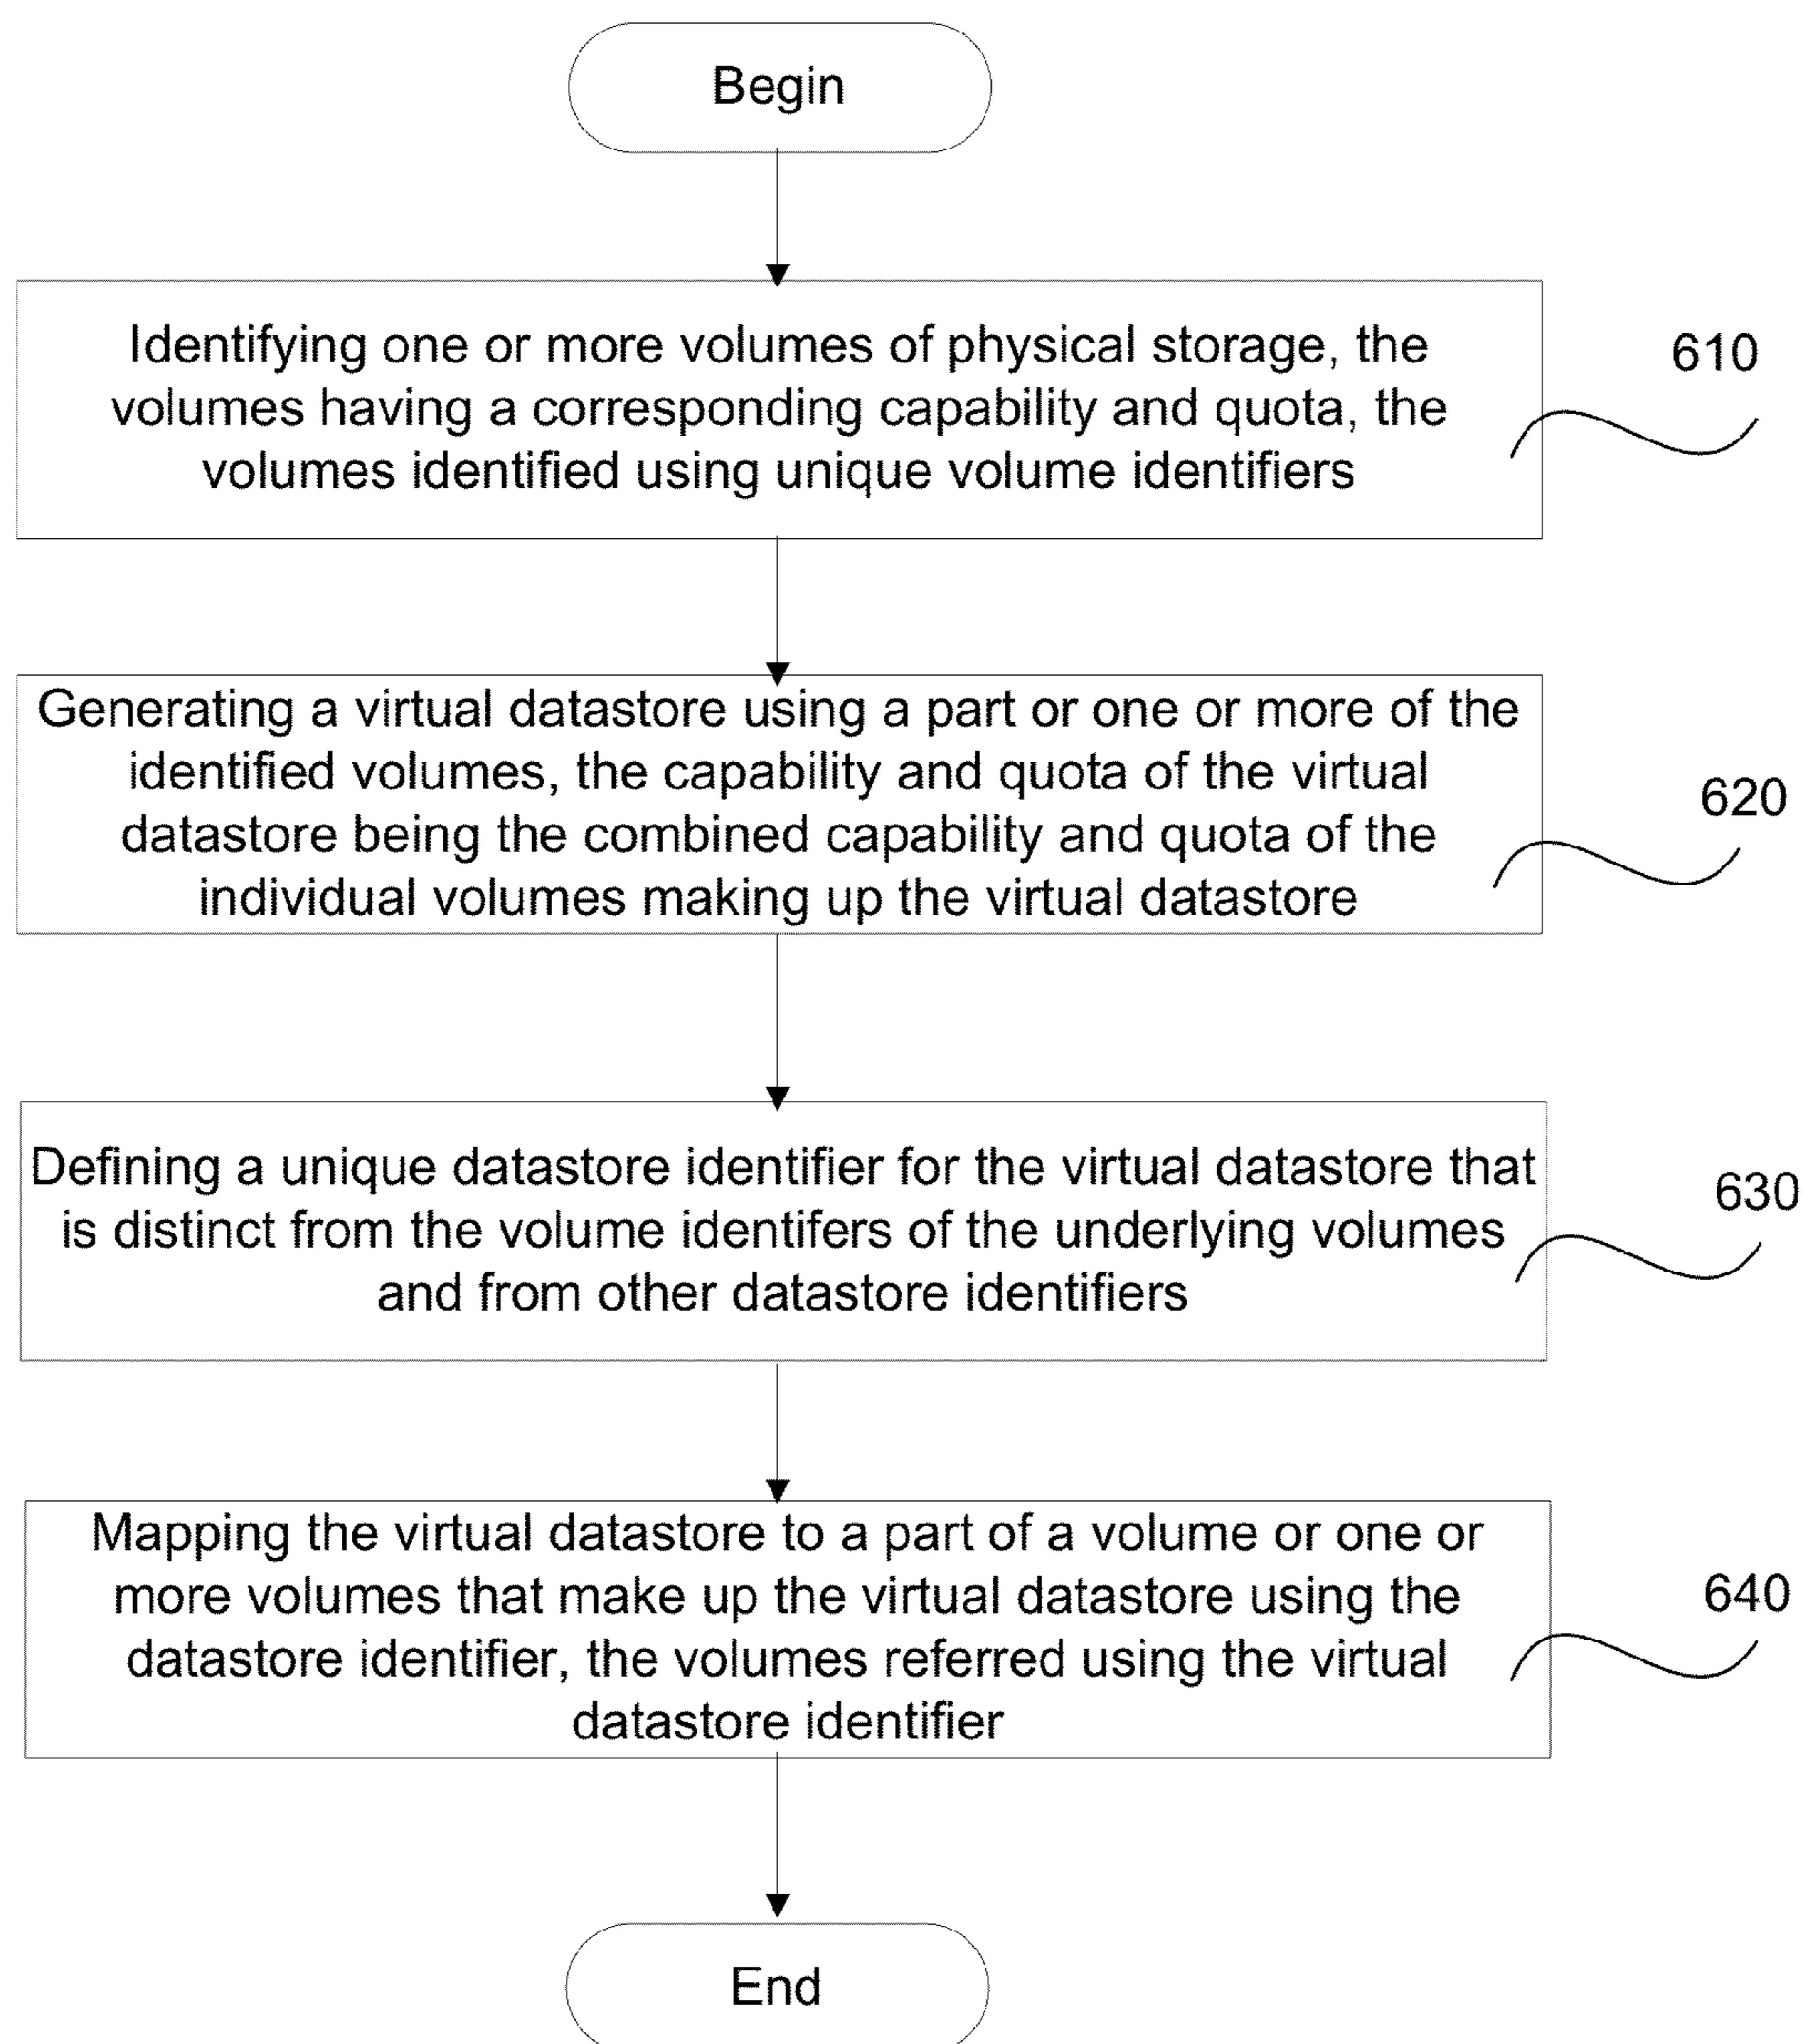 Begin
Identifying one or more volumes of physical storage, the
volumes having a corresponding capability and quota, the
volumes identified using unique volume identifiers
610
Generating a virtual datastore using a part or one or more of the
identified volumes, the capability and quota of the virtual
datastore being the combined capability and quota of the
individual volumes making up the virtual datastore
620
Defining a unique datastore identifier for the virtual datastore that
is distinct from the volume identifers of the underlying volumes
and from other datastore identifiers
630
Mapping the virtual datastore to a part of a volume or one or
more volumes that make up the virtual datastore using the
datastore identifier, the volumes referred using the virtual
datastore identifier
640
End